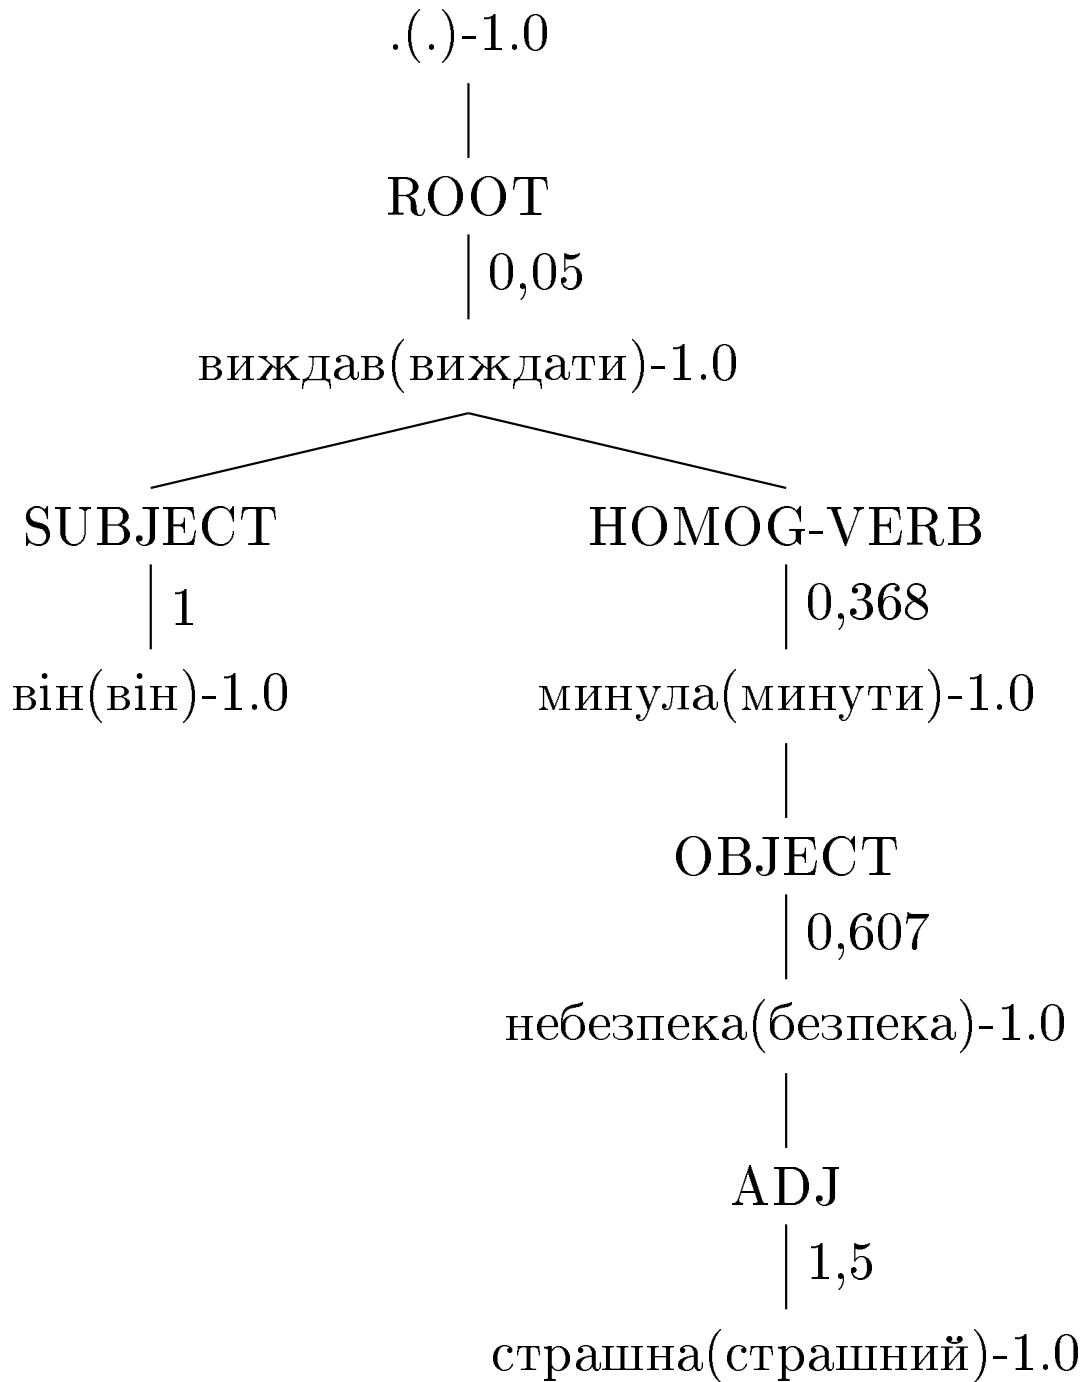 .(.)-1.0
ROOT
0,05
виждав(виждати)-1.0
SUBJECT HOMOG-VERB
1 0,368
він(він)-1.0 минула(минути)-1.0
OBJECT
0,607
небезпека(безпека)-1.0
ADJ
1,5
страшна(страшний)-1.0